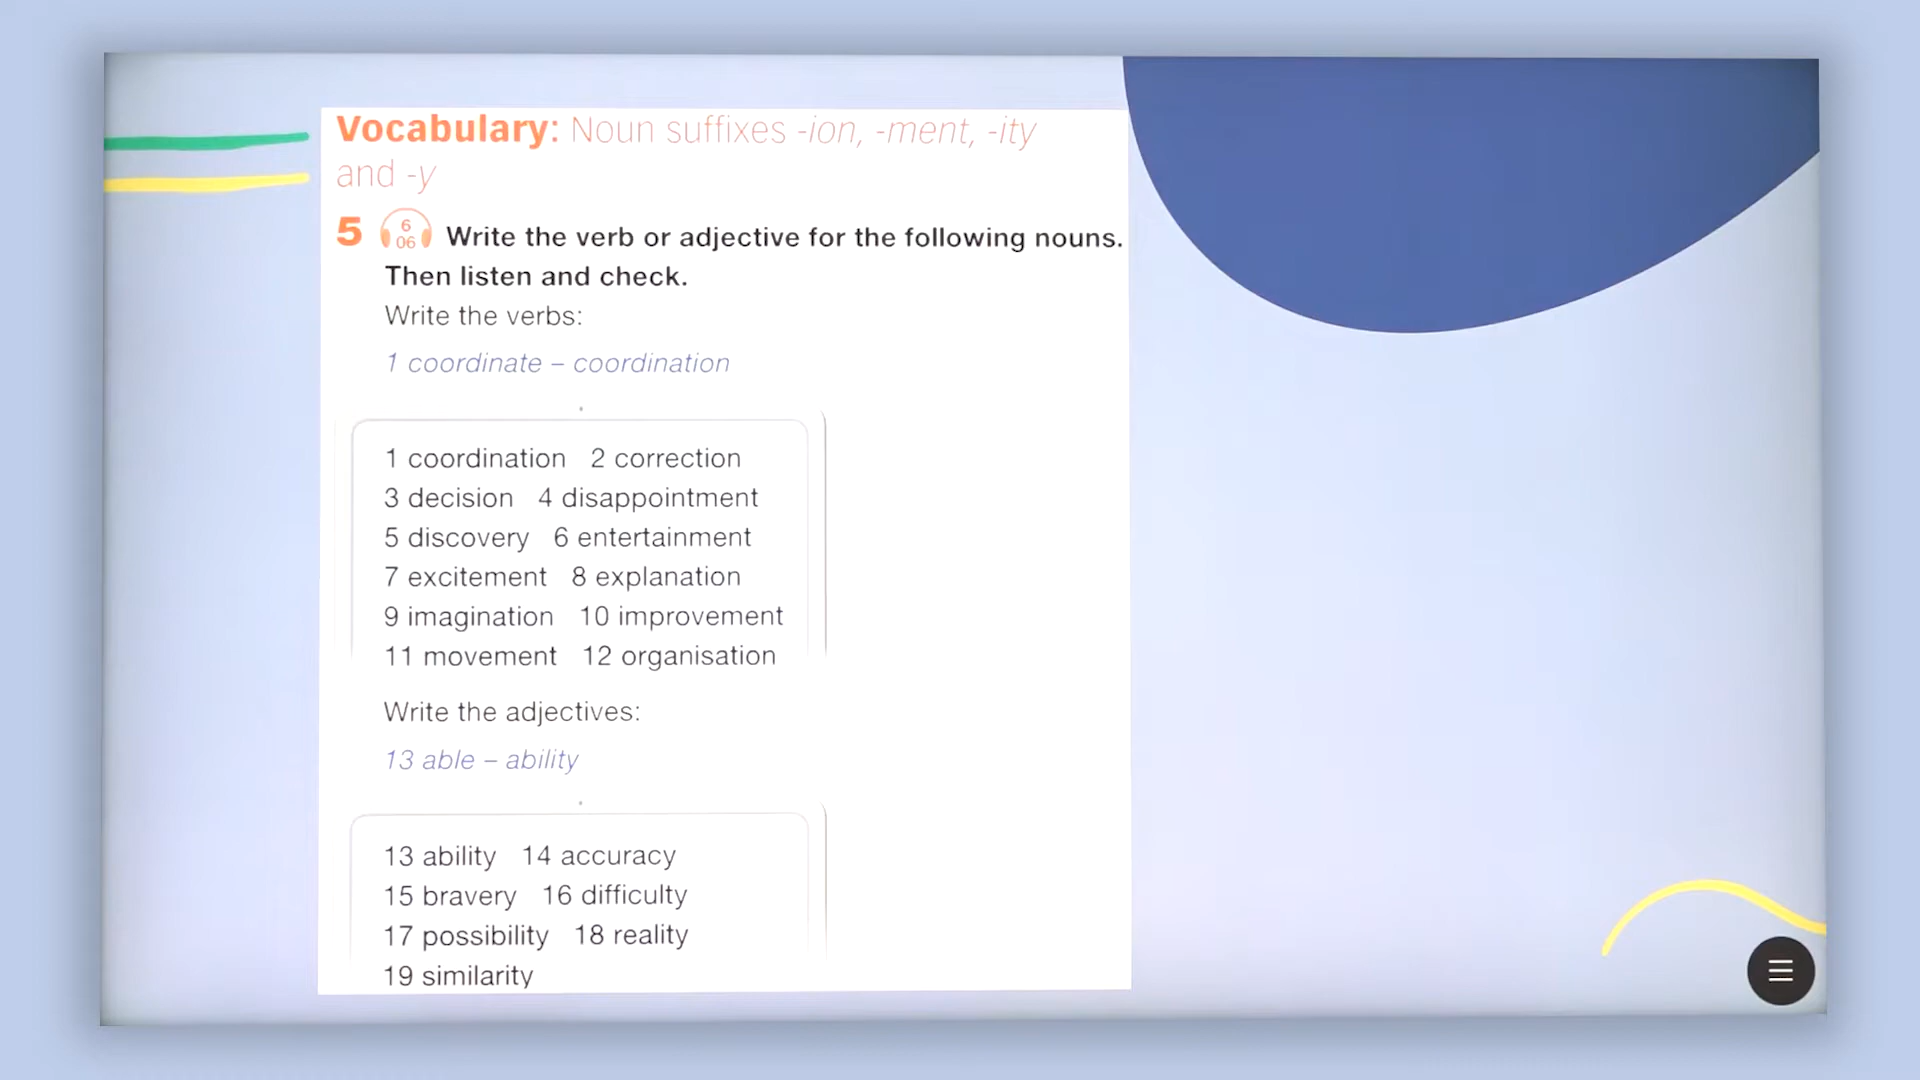 Vocabulary: Noun suffixes -ion, -ment, -ity
and -y
5 6 06 Write the verb or adjective for the following nouns.
Then listen and check.
Write the verbs:
1 coordinate – coordination
1 coordination 2 correction
3 decision 4 disappointment
5 discovery 6 entertainment
7 excitement 8 explanation
9 imagination 10 improvement
11 movement 12 organisation
Write the adjectives:
13 able – ability
13 ability 14 accuracy
15 bravery 16 difficulty
17 possibility 18 reality
19 similarity